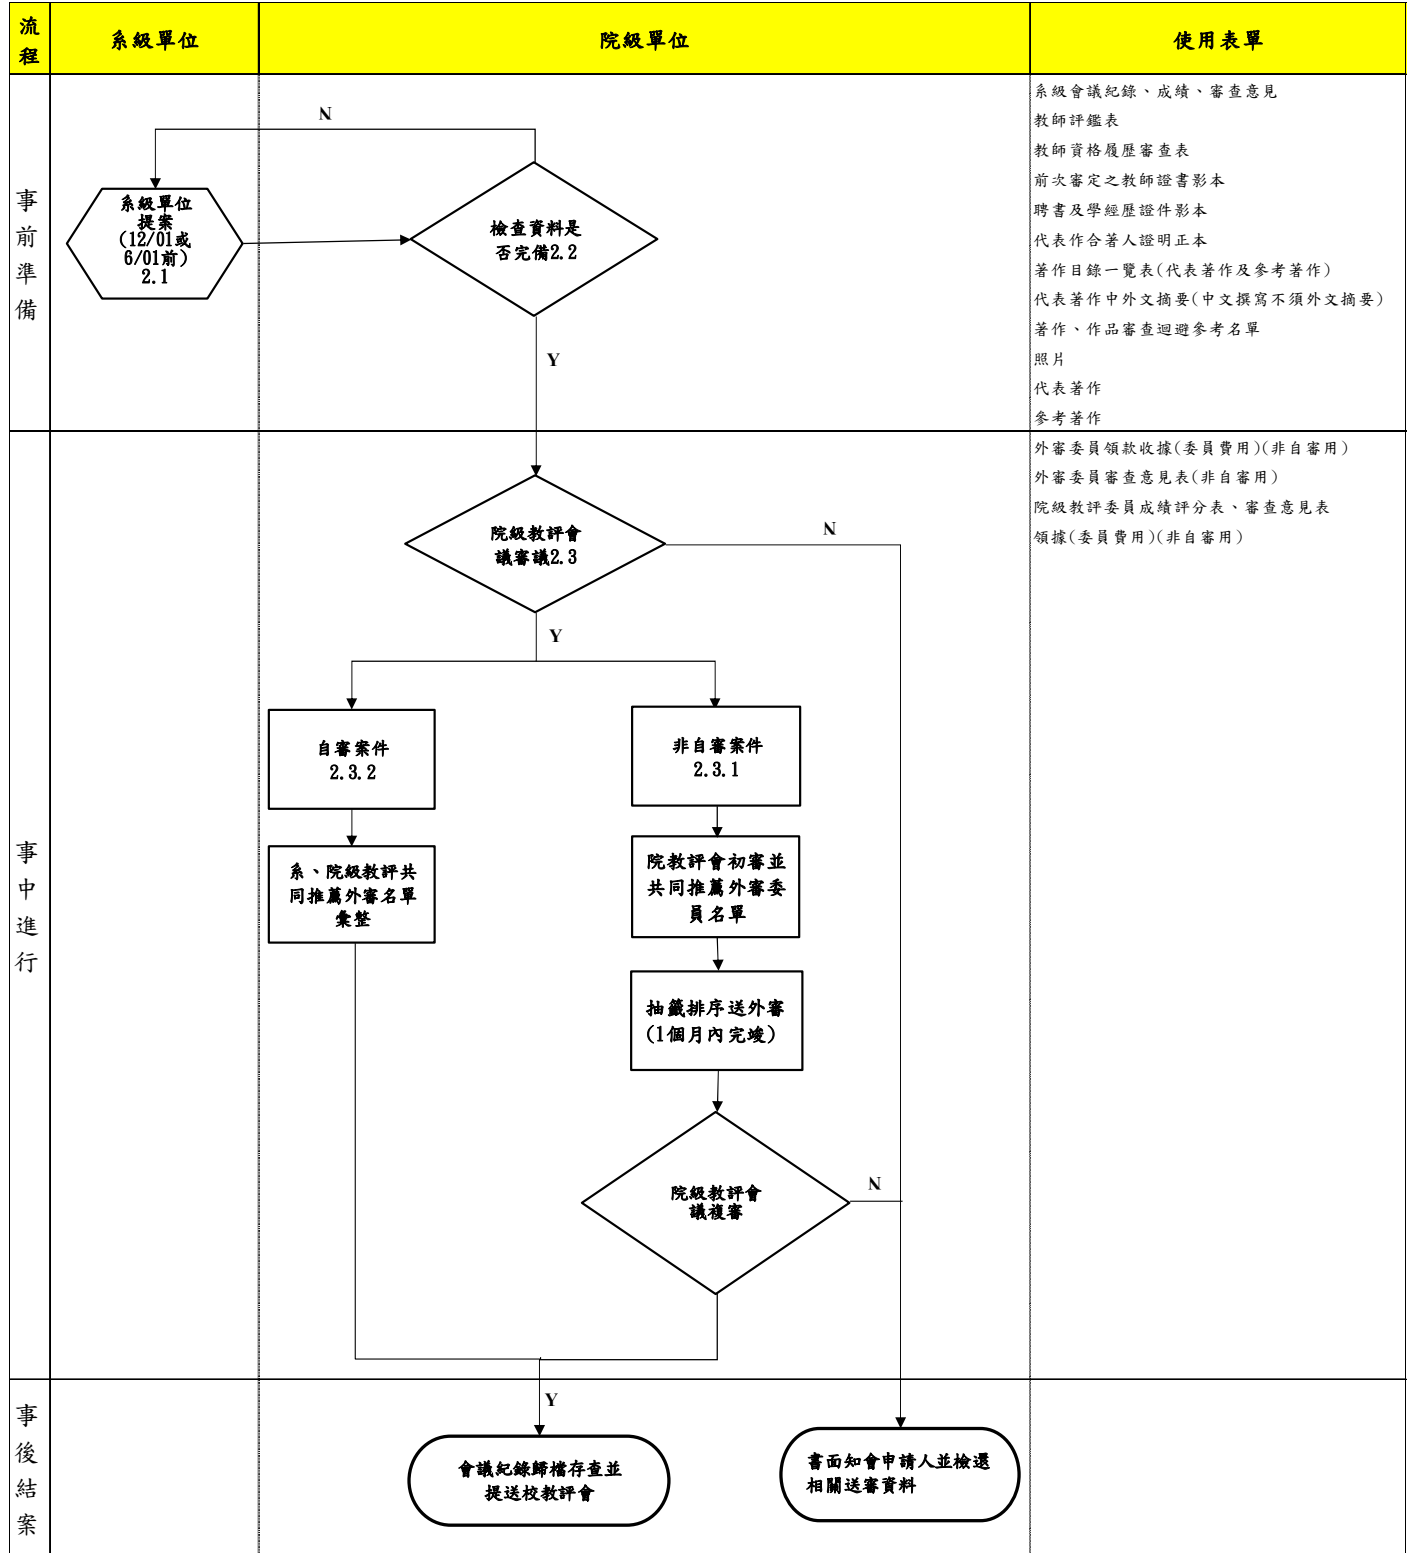 流程
系級單位
院級單位
使用表單
事前準備
N
系級單位
提案
(12/01或
6/01前)
2.1
檢查資料是
否完備2.2
Y
系級會議紀錄、成績、審查意見
教師評鑑表
教師資格履歷審查表
前次審定之教師證書影本
聘書及學經歷證件影本
代表作合著人證明正本
著作目錄一覽表(代表著作及參考著作)
代表著作中外文摘要(中文撰寫不須外文摘要)
著作、作品審查迴避參考名單
照片
代表著作
參考著作
事中進行
院級教評會
議審議2.3
N
Y
外審委員領款收據(委員費用)(非自審用)
外審委員審查意見表(非自審用)
院級教評委員成績評分表、審查意見表
領據(委員費用)(非自審用)
自審案件
2.3.2
非自審案件
2.3.1
系、院級教評共
同推薦外審名單
彙整
院教評會初審並
共同推薦外審委
員名單
抽籤排序送外審
(1個月內完竣)
院級教評會
議複審
N
事後結案
Y
會議紀錄歸檔存查並
提送校教評會
書面知會申請人並檢還
相關送審資料